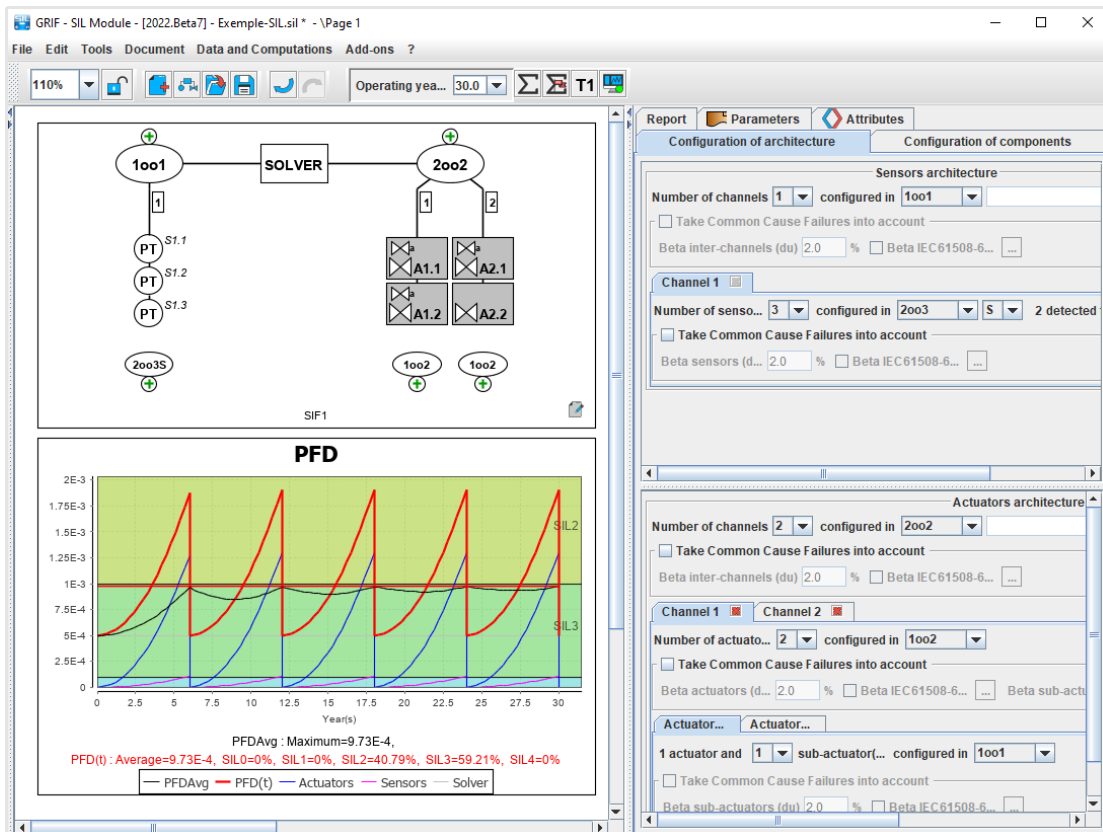 GRIF - SIL Module - [2022.Beta7] - Exemple-SIL.sil * - \Page 1
File Edit Tools Document Data and Computations Add-ons ?
110% Operating yea... 30.0 T1
1oo1 SOLVER 2oo2
1 1 2
PT S1.1
PT S1.2
PT S1.3
a A1.1 a A2.1
a A1.2 A2.2
2oo3S 1oo2 1oo2
SIF1
PFD
2E-3
1.75E-3
1.5E-3
SIL2
1.25E-3
1E-3
7.5E-4
SIL3
5E-4
2.5E-4
0
0 2.5 5 7.5 10 12.5 15 17.5 20 22.5 25 27.5 30
Year(s)
PFDAvg : Maximum=9.73E-4,
PFD(t) : Average=9.73E-4, SIL0=0%, SIL1=0%, SIL2=40.79%, SIL3=59.21%, SIL4=0%
PFDAvg PFD(t) Actuators Sensors Solver
Report Parameters Attributes
Configuration of architecture Configuration of components
Sensors architecture
Number of channels 1 configured in 1oo1
Take Common Cause Failures into account
Beta inter-channels (du) 2.0 % Beta IEC61508-6... ...
Channel 1
Number of senso... 3 configured in 2oo3 S 2 detected
Take Common Cause Failures into account
Beta sensors (d... 2.0 % Beta IEC61508-6... ...
Actuators architecture
Number of channels 2 configured in 2oo2
Take Common Cause Failures into account
Beta inter-channels (du) 2.0 % Beta IEC61508-6... ...
Channel 1 Channel 2
Number of actuato... 2 configured in 1oo2
Take Common Cause Failures into account
Beta actuators (d... 2.0 % Beta IEC61508-6... ... Beta sub-actu
Actuator... Actuator...
1 actuator and 1 sub-actuator(... configured in 1oo1
Take Common Cause Failures into account
Beta sub-actuators (du) 2.0 % Beta IEC61508-6... ...